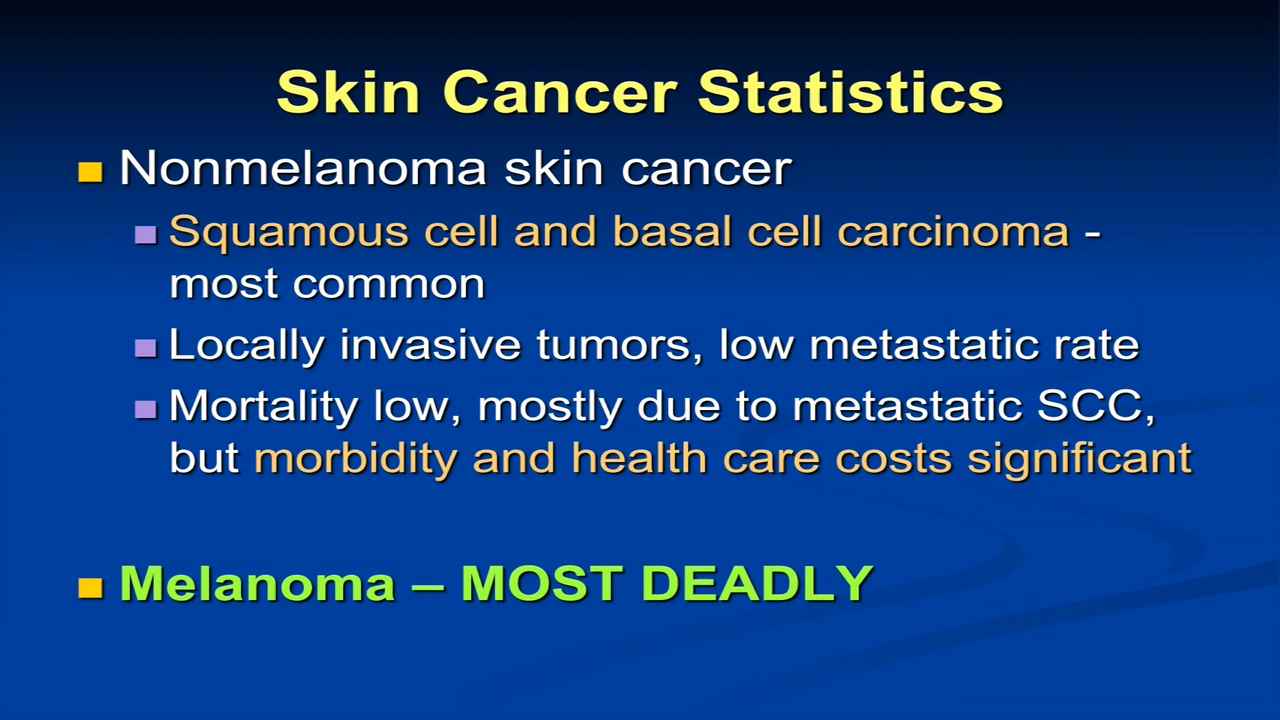 Skin Cancer Statistics
Nonmelanoma skin cancer
Squamous cell and basal cell carcinoma -
most common
Locally invasive tumors, low metastatic rate
Mortality low, mostly due to metastatic SCC,
but morbidity and health care costs significant
Melanoma – MOST DEADLY